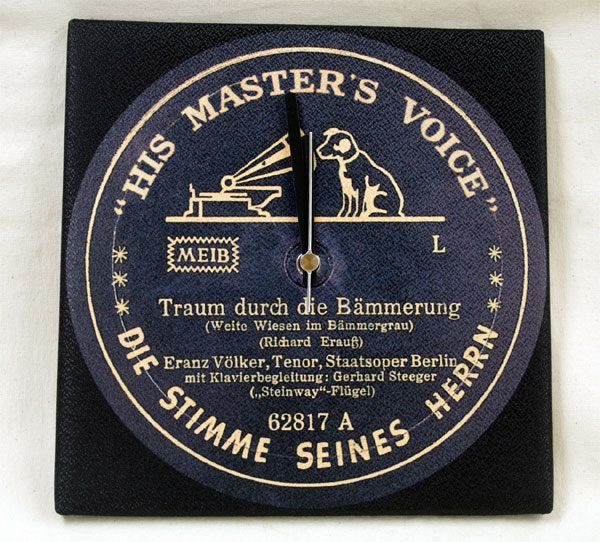 "HIS MASTER'S VOICE"
MEIB
L
Traum durch die Bämmerung
(Weite Wiesen im Bämmergrau)
(Richard Erauß)
Eranz Völker, Tenor, Staatsoper Berlin
mit Klavierbegleitung: Gerhard Steeger
(„Steinway“-Flügel)
62817 A
DIE STIMME SEINES HERRN